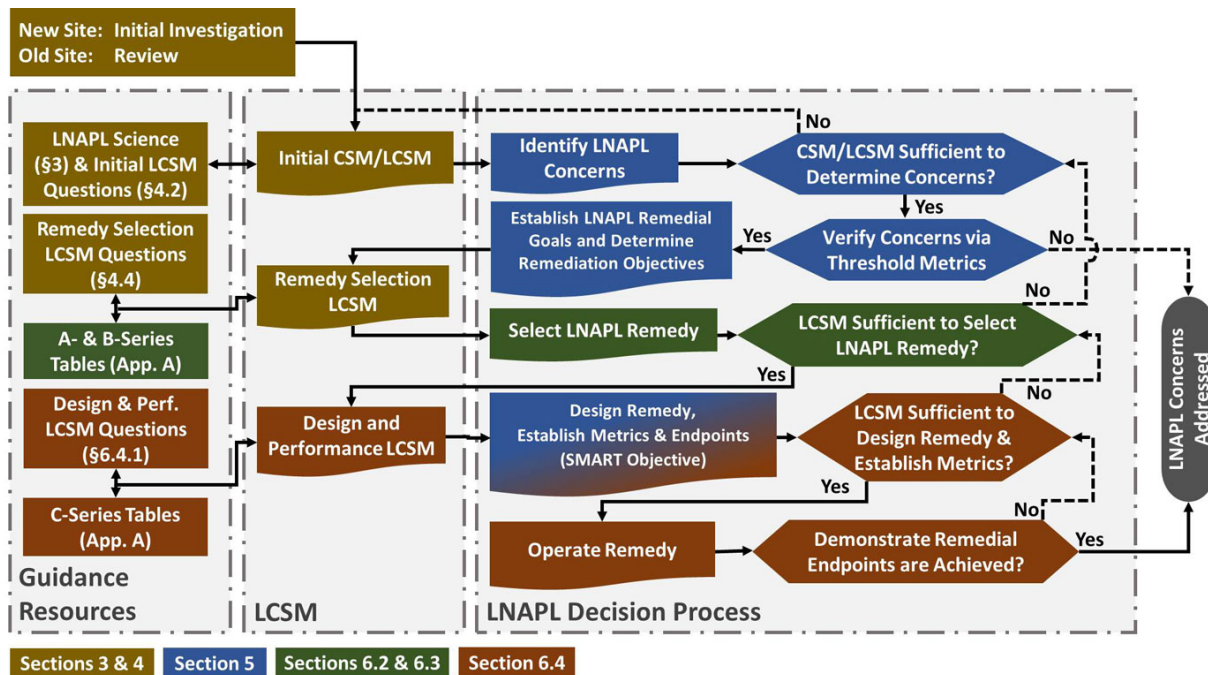 New Site: Initial Investigation
Old Site: Review
LNAPL Science
(§3) & Initial LCSM
Questions (§4.2)
Initial CSM/LCSM
Identify LNAPL
Concerns
No
CSM/LCSM Sufficient to
Determine Concerns?
Yes
Remedy Selection
LCSM Questions
(§4.4)
Establish LNAPL Remedial
Goals and Determine
Remediation Objectives
Yes
Verify Concerns via
Threshold Metrics
No
Remedy Selection
LCSM
No
A- & B-Series
Tables (App. A)
Select LNAPL Remedy
LCSM Sufficient to Select
LNAPL Remedy?
Yes
LNAPL Concerns
Addressed
Design & Perf.
LCSM Questions
(§6.4.1)
Design and
Performance LCSM
Design Remedy,
Establish Metrics & Endpoints
(SMART Objective)
No
LCSM Sufficient to
Design Remedy &
Establish Metrics?
Yes
C-Series Tables
(App. A)
Operate Remedy
No
Demonstrate Remedial
Endpoints are Achieved?
Yes
Guidance
Resources
LCSM
LNAPL Decision Process
Sections 3 & 4
Section 5
Sections 6.2 & 6.3
Section 6.4